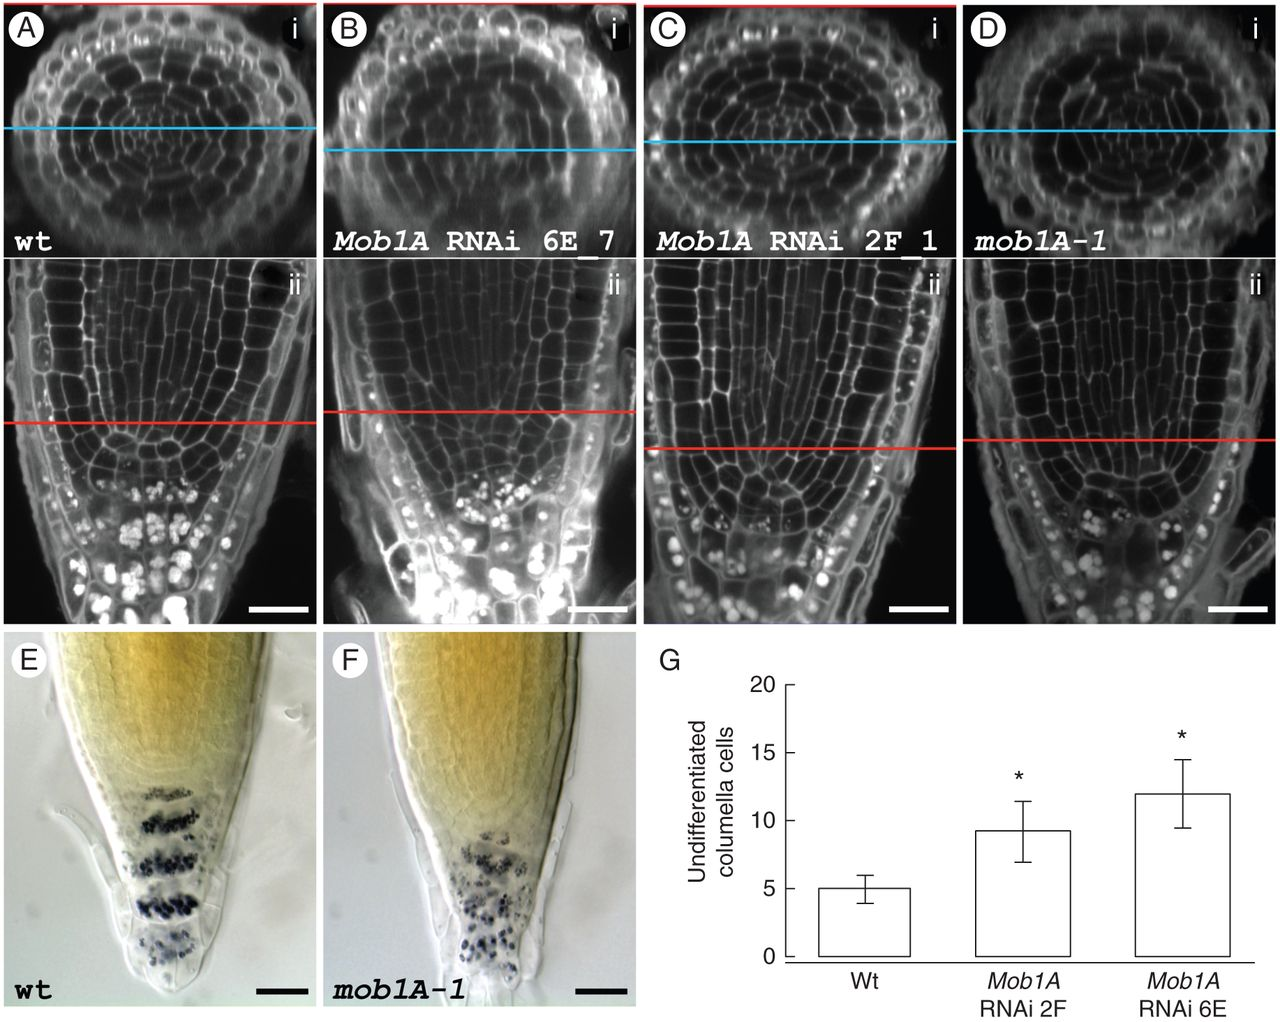 A
i
wt
B
i
Mob1A RNAi 6E_7
C
i
Mob1A RNAi 2F_1
D
i
mob1A-1
ii
ii
ii
ii
E
wt
F
mob1A-1
G
Undifferentiated
columella cells
20
15
10
5
0
*
*
Wt
Mob1A
RNAi 2F
Mob1A
RNAi 6E